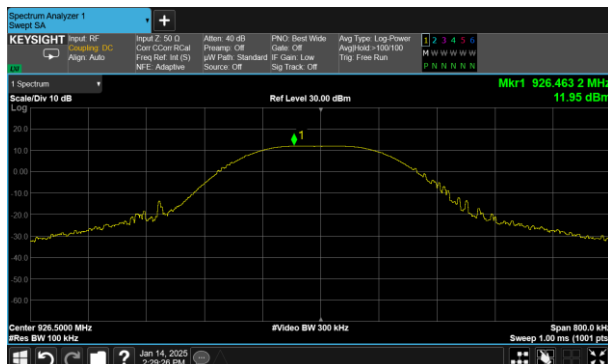 Spectrum Analyzer 1
Swept SA
KEYSIGHT
Input: RF
Coupling: DC
Align: Auto
Input Z: 50 Ω
Corr CCorr RCal
Freq Ref: Int (S)
NFE: Adaptive
Atten: 40 dB
Preamp: Off
µW Path: Standard
Source: Off
PNO: Best Wide
Gate: Off
IF Gain: Low
Sig Track: Off
Avg Type: Log-Power
Avg|Hold:>100/100
Trig: Free Run
1 2 3 4 5 6
M W W W W W
P N N N N N
1 Spectrum
Scale/Div 10 dB
Ref Level 30.00 dBm
Mkr1 926.463 2 MHz
11.95 dBm
Log
20.0
10.0
0.00
-10.0
-20.0
-30.0
-40.0
-50.0
-60.0
1
Center 926.5000 MHz
#Res BW 100 kHz
#Video BW 300 kHz
Span 800.0 kHz
Sweep 1.00 ms (1001 pts)
?
Jan 14, 2025
2:29:26 PM